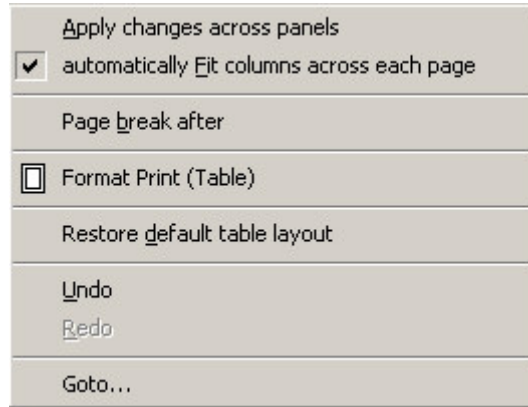 Apply changes across panels
automatically Fit columns across each page
Page break after
Format Print (Table)
Restore default table layout
Undo
Redo
Goto...